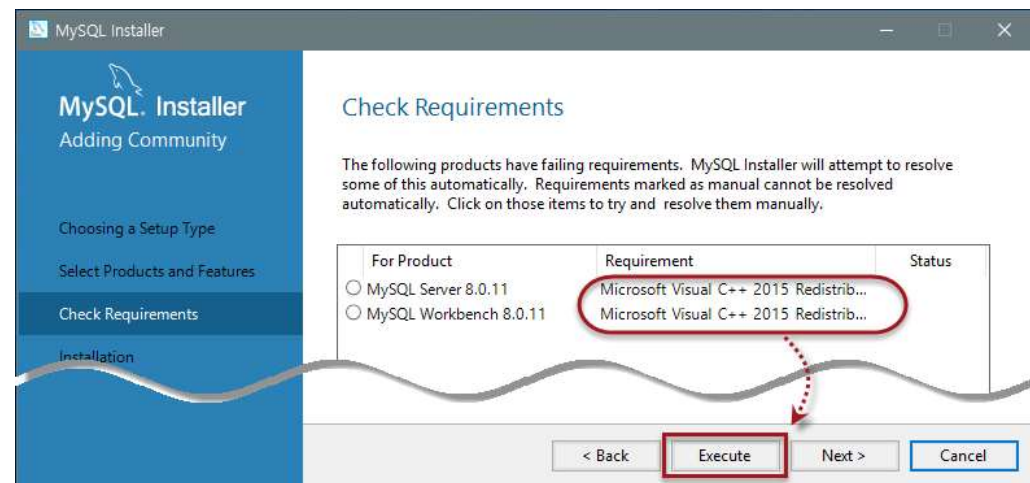 MySQL Installer
MySQL. Installer
Adding Community
Choosing a Setup Type
Select Products and Features
Check Requirements
Installation
Check Requirements
The following products have failing requirements. MySQL Installer will attempt to resolve
some of this automatically. Requirements marked as manual cannot be resolved
automatically. Click on those items to try and resolve them manually.
For Product Requirement Status
MySQL Server 8.0.11 Microsoft Visual C++ 2015 Redistrib...
MySQL Workbench 8.0.11 Microsoft Visual C++ 2015 Redistrib...
< Back Execute Next > Cancel